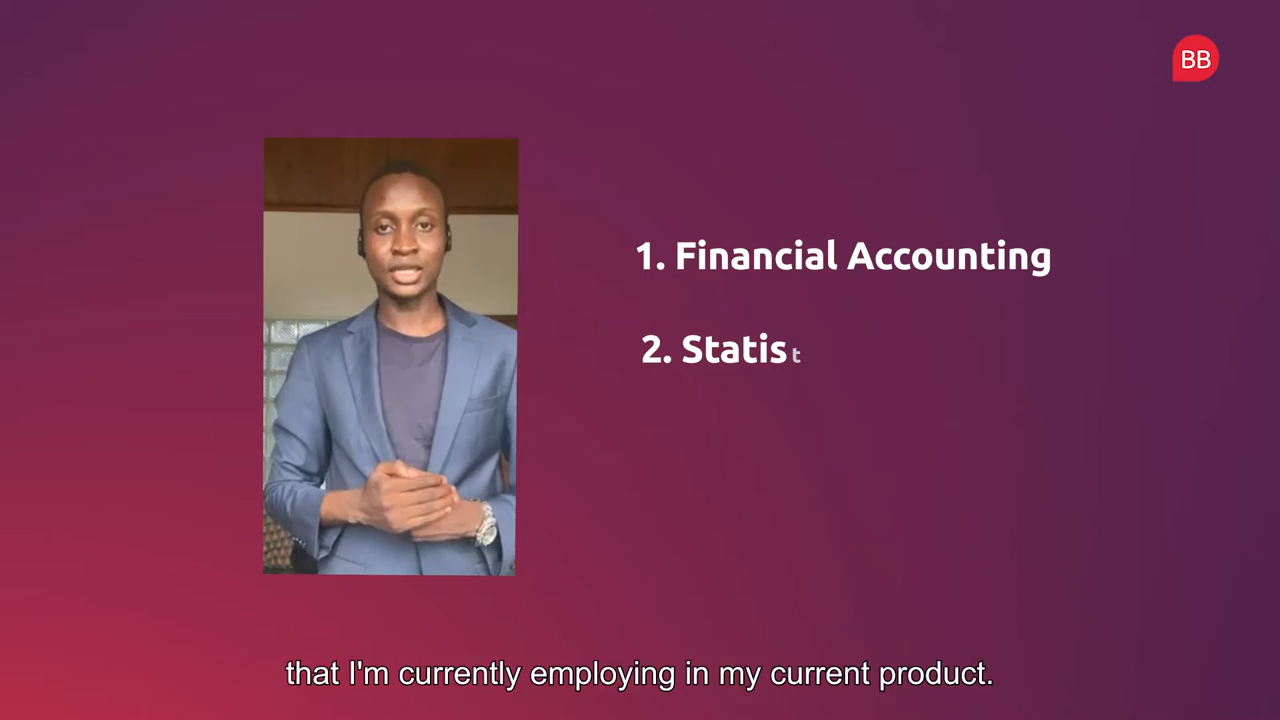 BB
1. Financial Accounting
2. Statist
that I'm currently employing in my current product.